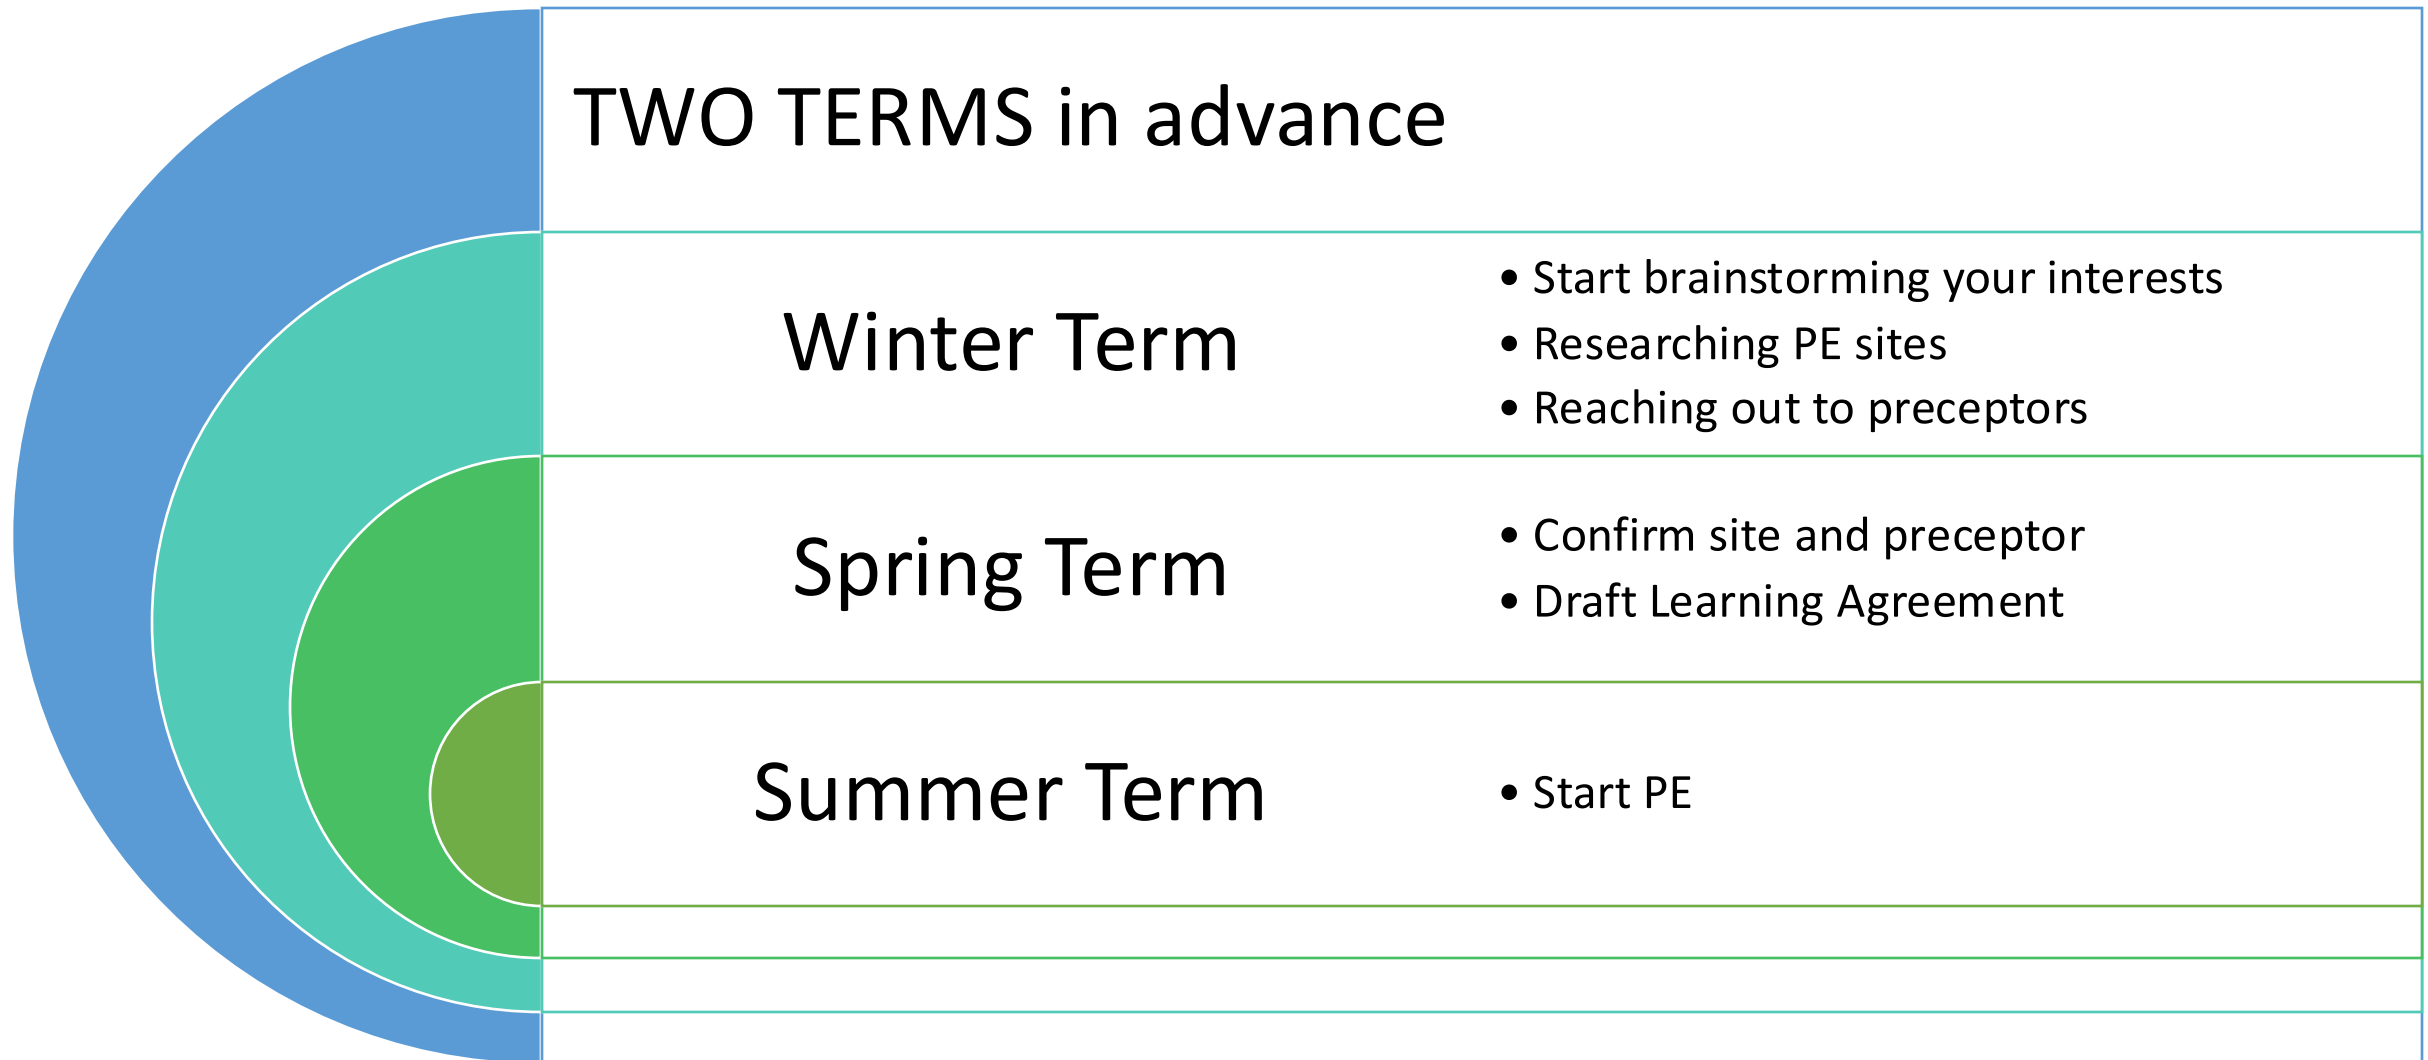 TWO TERMS in advance
Winter Term
• Start brainstorming your interests
• Researching PE sites
• Reaching out to preceptors
Spring Term
• Confirm site and preceptor
• Draft Learning Agreement
Summer Term
• Start PE